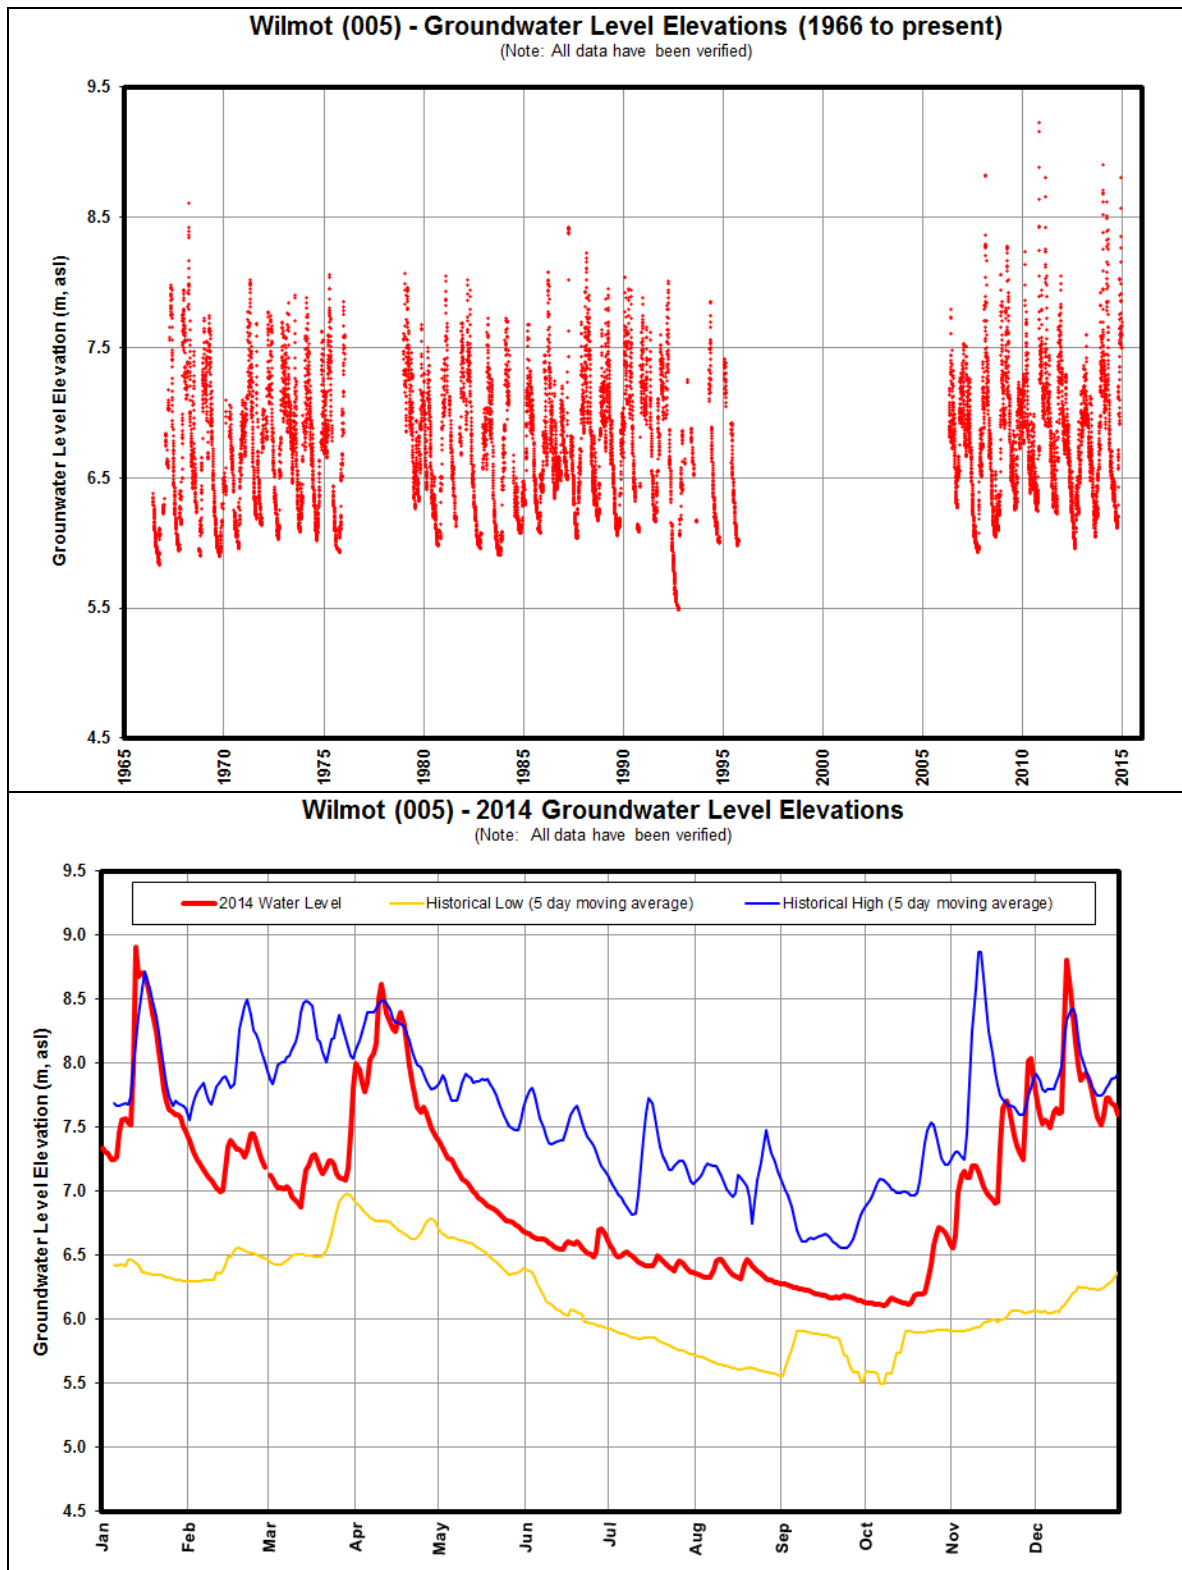 Wilmot (005) - Groundwater Level Elevations (1966 to present)
(Note: All data have been verified)
Grounwater Level Elevation (m, asl)
9.5
8.5
7.5
6.5
5.5
4.5
1965
1970
1975
1980
1985
1990
1995
2000
2005
2010
2015
Wilmot (005) - 2014 Groundwater Level Elevations
(Note: All data have been verified)
2014 Water Level
Historical Low (5 day moving average)
Historical High (5 day moving average)
Groundwater Level Elevation (m, asl)
9.5
9.0
8.5
8.0
7.5
7.0
6.5
6.0
5.5
5.0
4.5
Jan
Feb
Mar
Apr
May
Jun
Jul
Aug
Sep
Oct
Nov
Dec